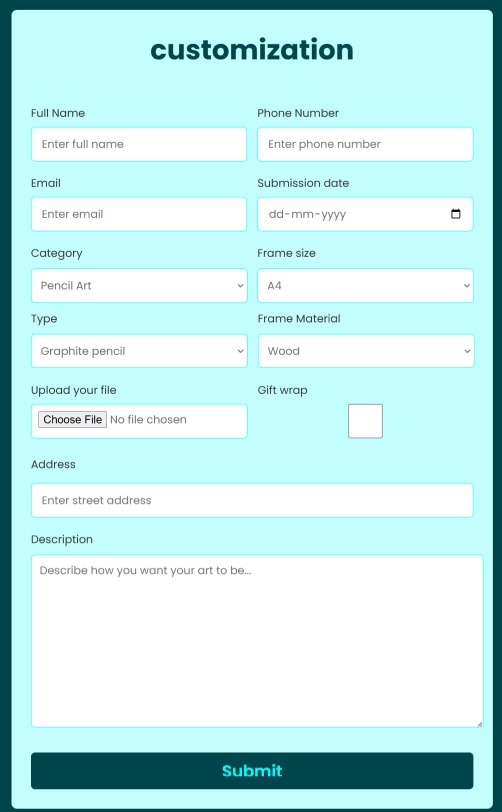 customization
Full Name Phone Number
Enter full name Enter phone number
Email Submission date
Enter email dd-mm-yyyy
Category Frame size
Pencil Art A4
Type Frame Material
Graphite pencil Wood
Upload your file Gift wrap
Choose File No file chosen
Address
Enter street address
Description
Describe how you want your art to be...
Submit